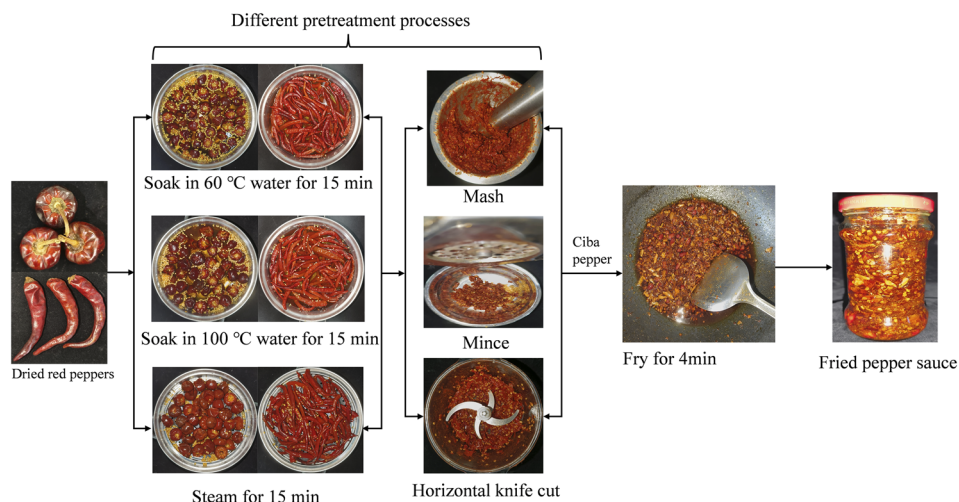 Different pretreatment processes
Soak in 60 ℃ water for 15 min
Mash
Dried red peppers
Soak in 100 ℃ water for 15 min
Mince
Ciba
pepper
Fry for 4min
Fried pepper sauce
Steam for 15 min
Horizontal knife cut